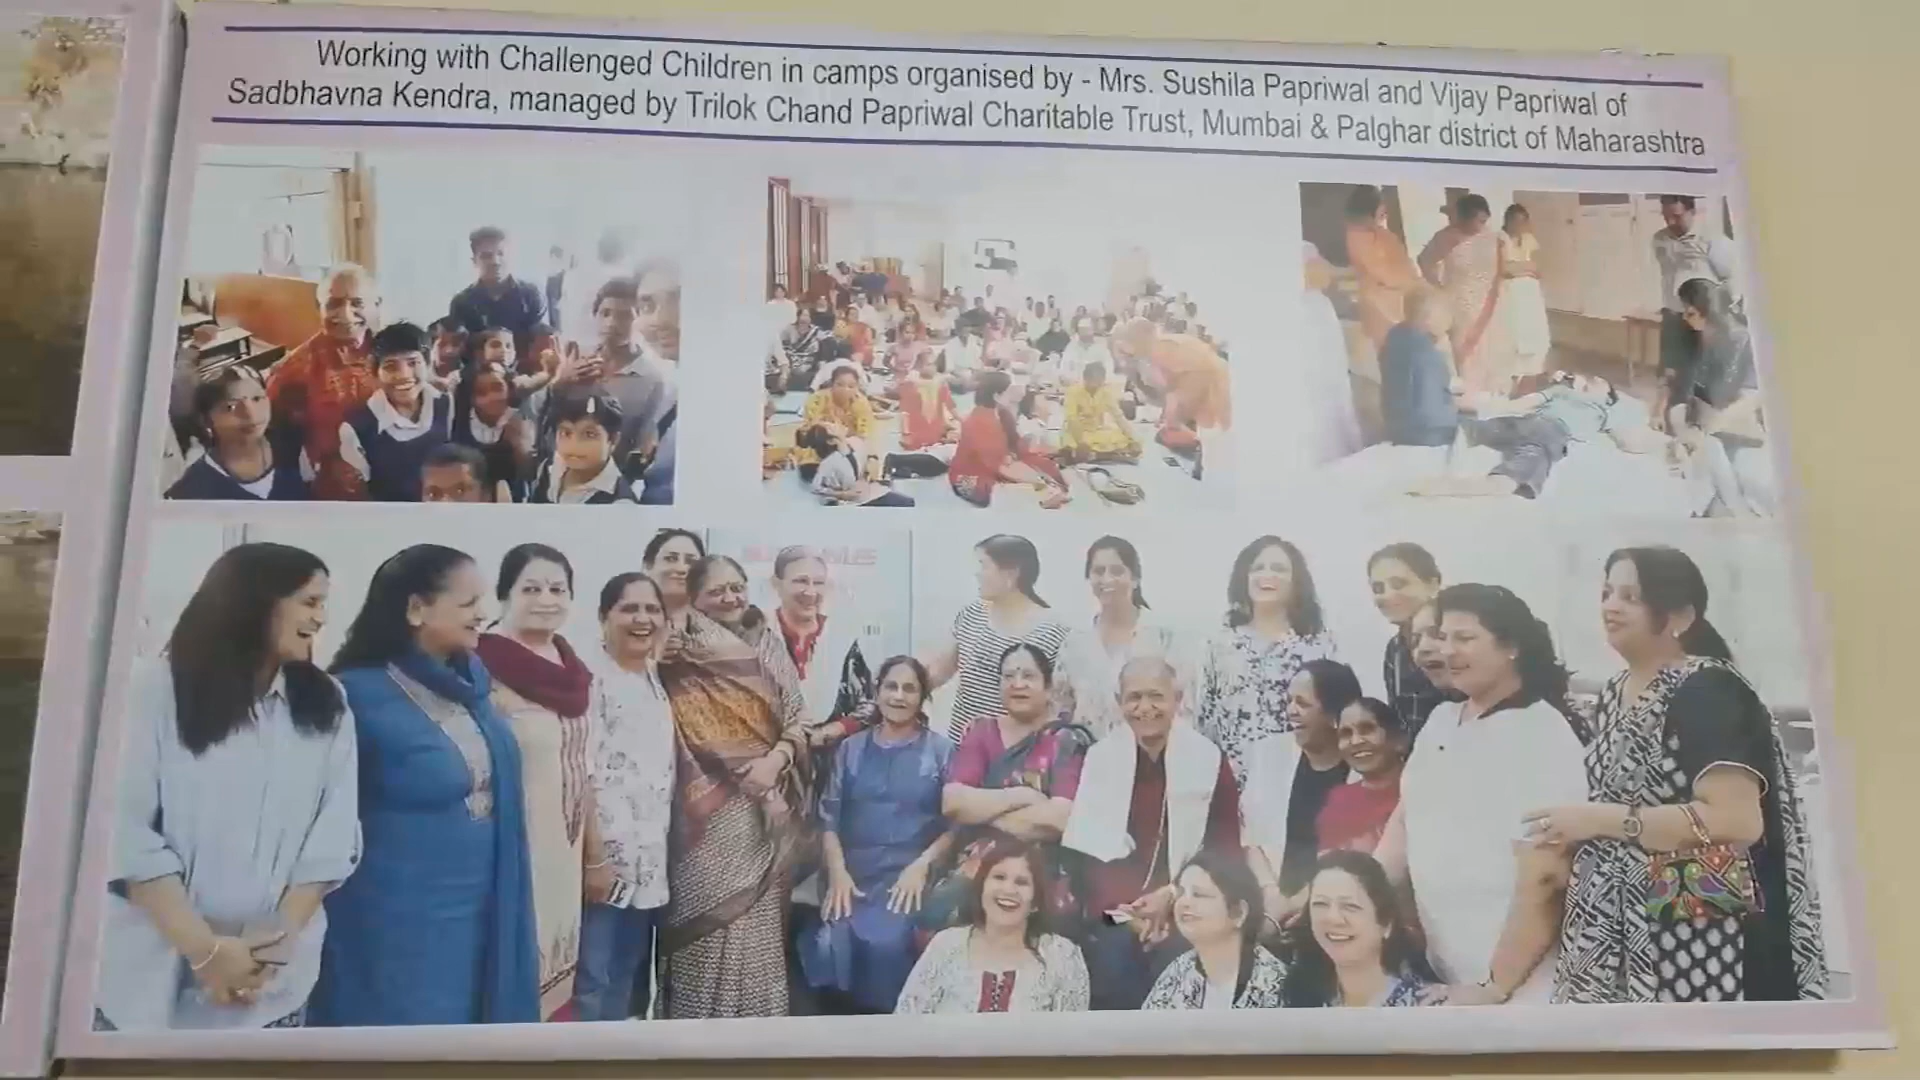 Working with Challenged Children in camps organised by - Mrs. Sushila Papriwal and Vijay Papriwal of
Sadbhavna Kendra, managed by Trilok Chand Papriwal Charitable Trust, Mumbai & Palghar district of Maharashtra